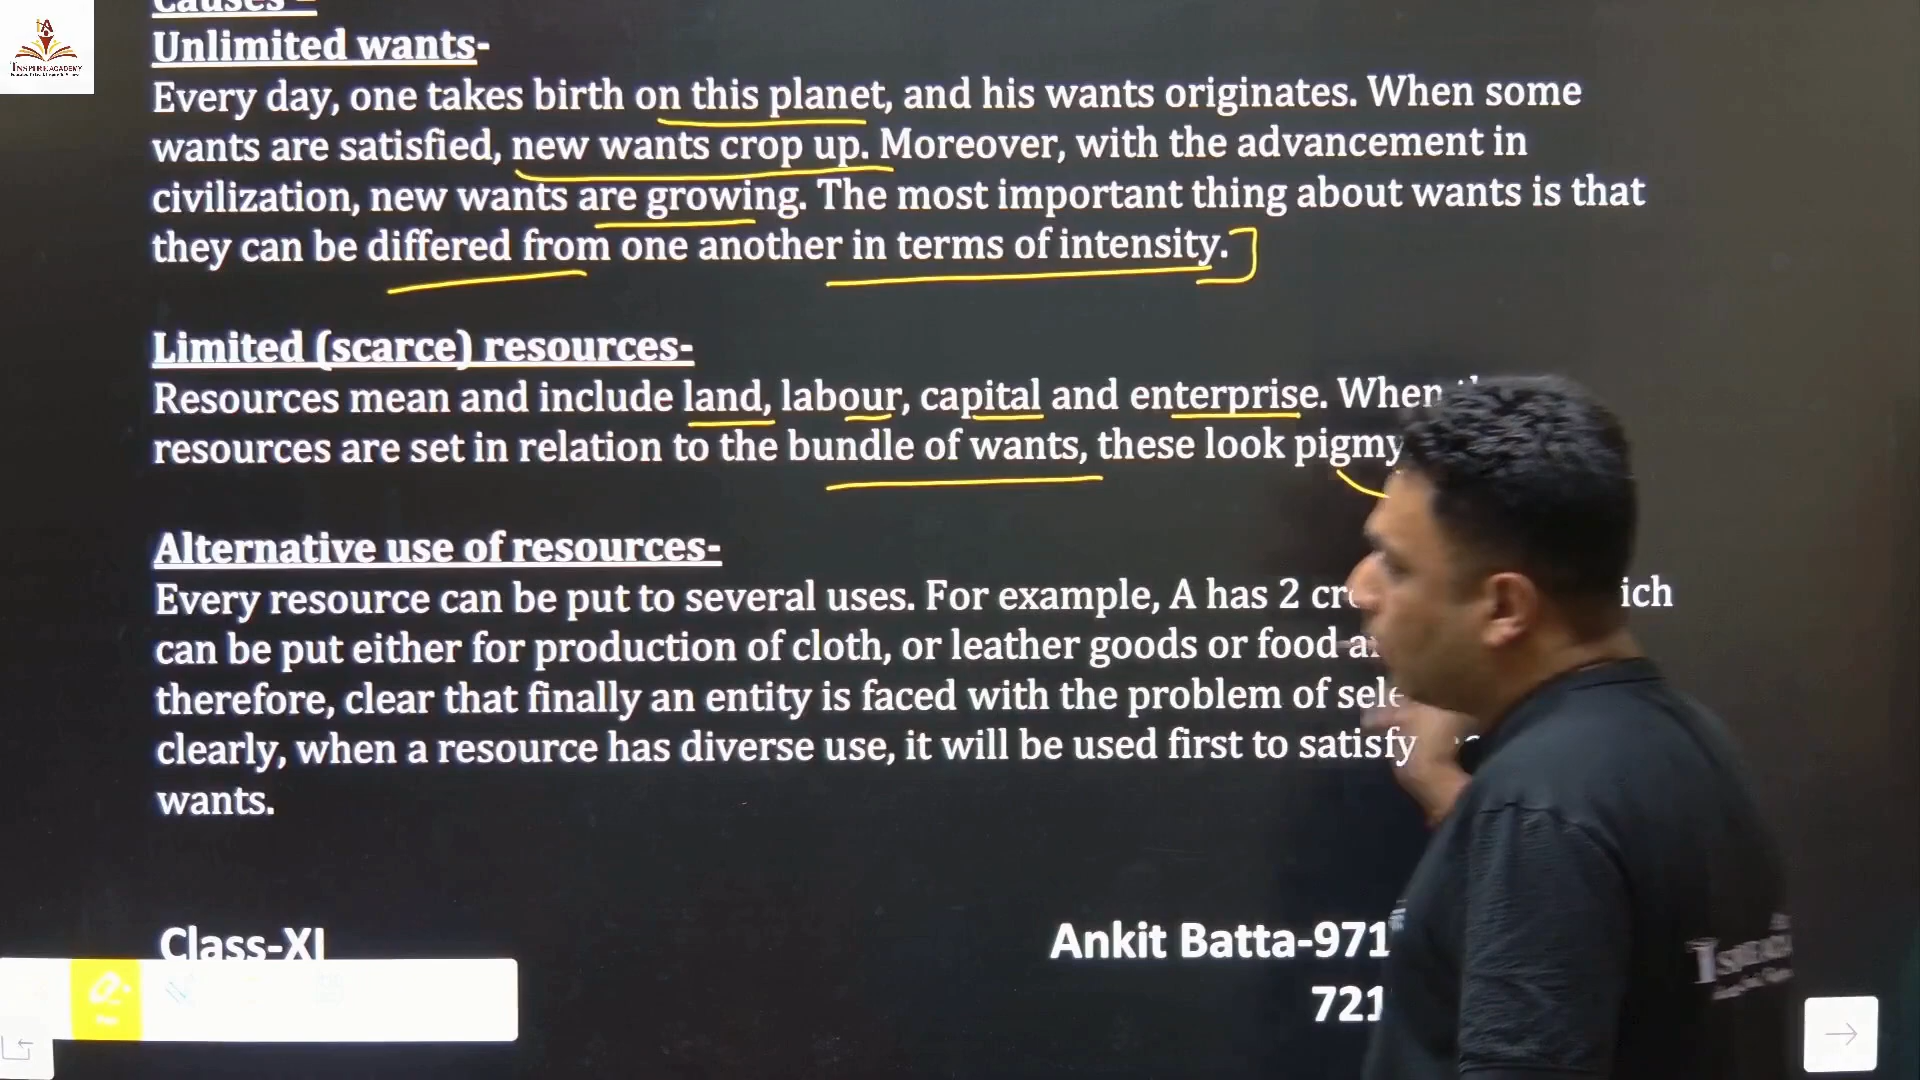 Causes –
Unlimited wants-
Every day, one takes birth on this planet, and his wants originates. When some
wants are satisfied, new wants crop up. Moreover, with the advancement in
civilization, new wants are growing. The most important thing about wants is that
they can be differed from one another in terms of intensity.
Limited (scarce) resources-
Resources mean and include land, labour, capital and enterprise. When
resources are set in relation to the bundle of wants, these look pigmy
Alternative use of resources-
Every resource can be put to several uses. For example, A has 2
can be put either for production of cloth, or leather goods or food
therefore, clear that finally an entity is faced with the problem of
clearly, when a resource has diverse use, it will be used first to satisfy
wants.
Class-XI
Ankit Batta-971
721
INSPIRE ACADEMY